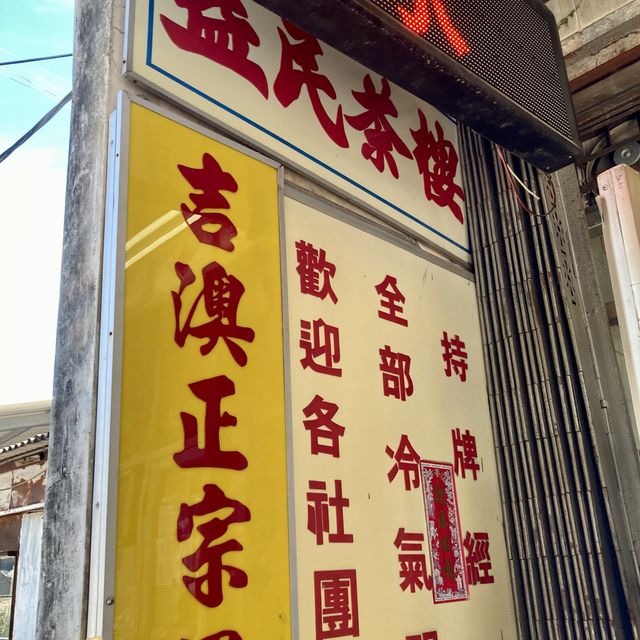 益民茶樓
持牌經
全部冷氣
歡迎各社團
吉澳正宗